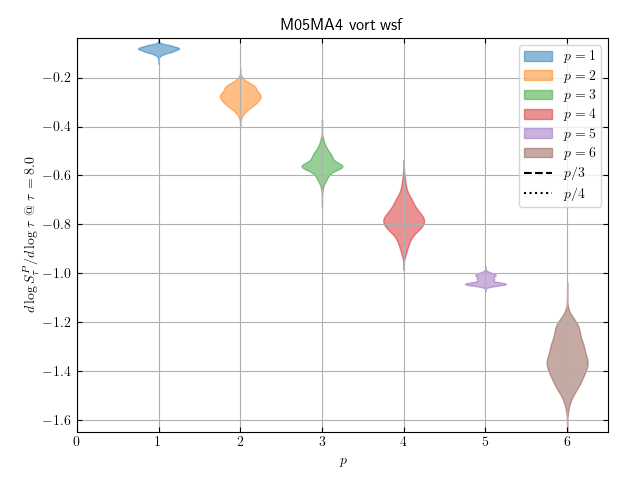 M05MA4 vort wsf
d log S_τ^P / d log τ @ τ = 8.0
−0.2
−0.4
−0.6
−0.8
−1.0
−1.2
−1.4
−1.6
0 1 2 3 4 5 6
p
p = 1
p = 2
p = 3
p = 4
p = 5
p = 6
p/3
p/4